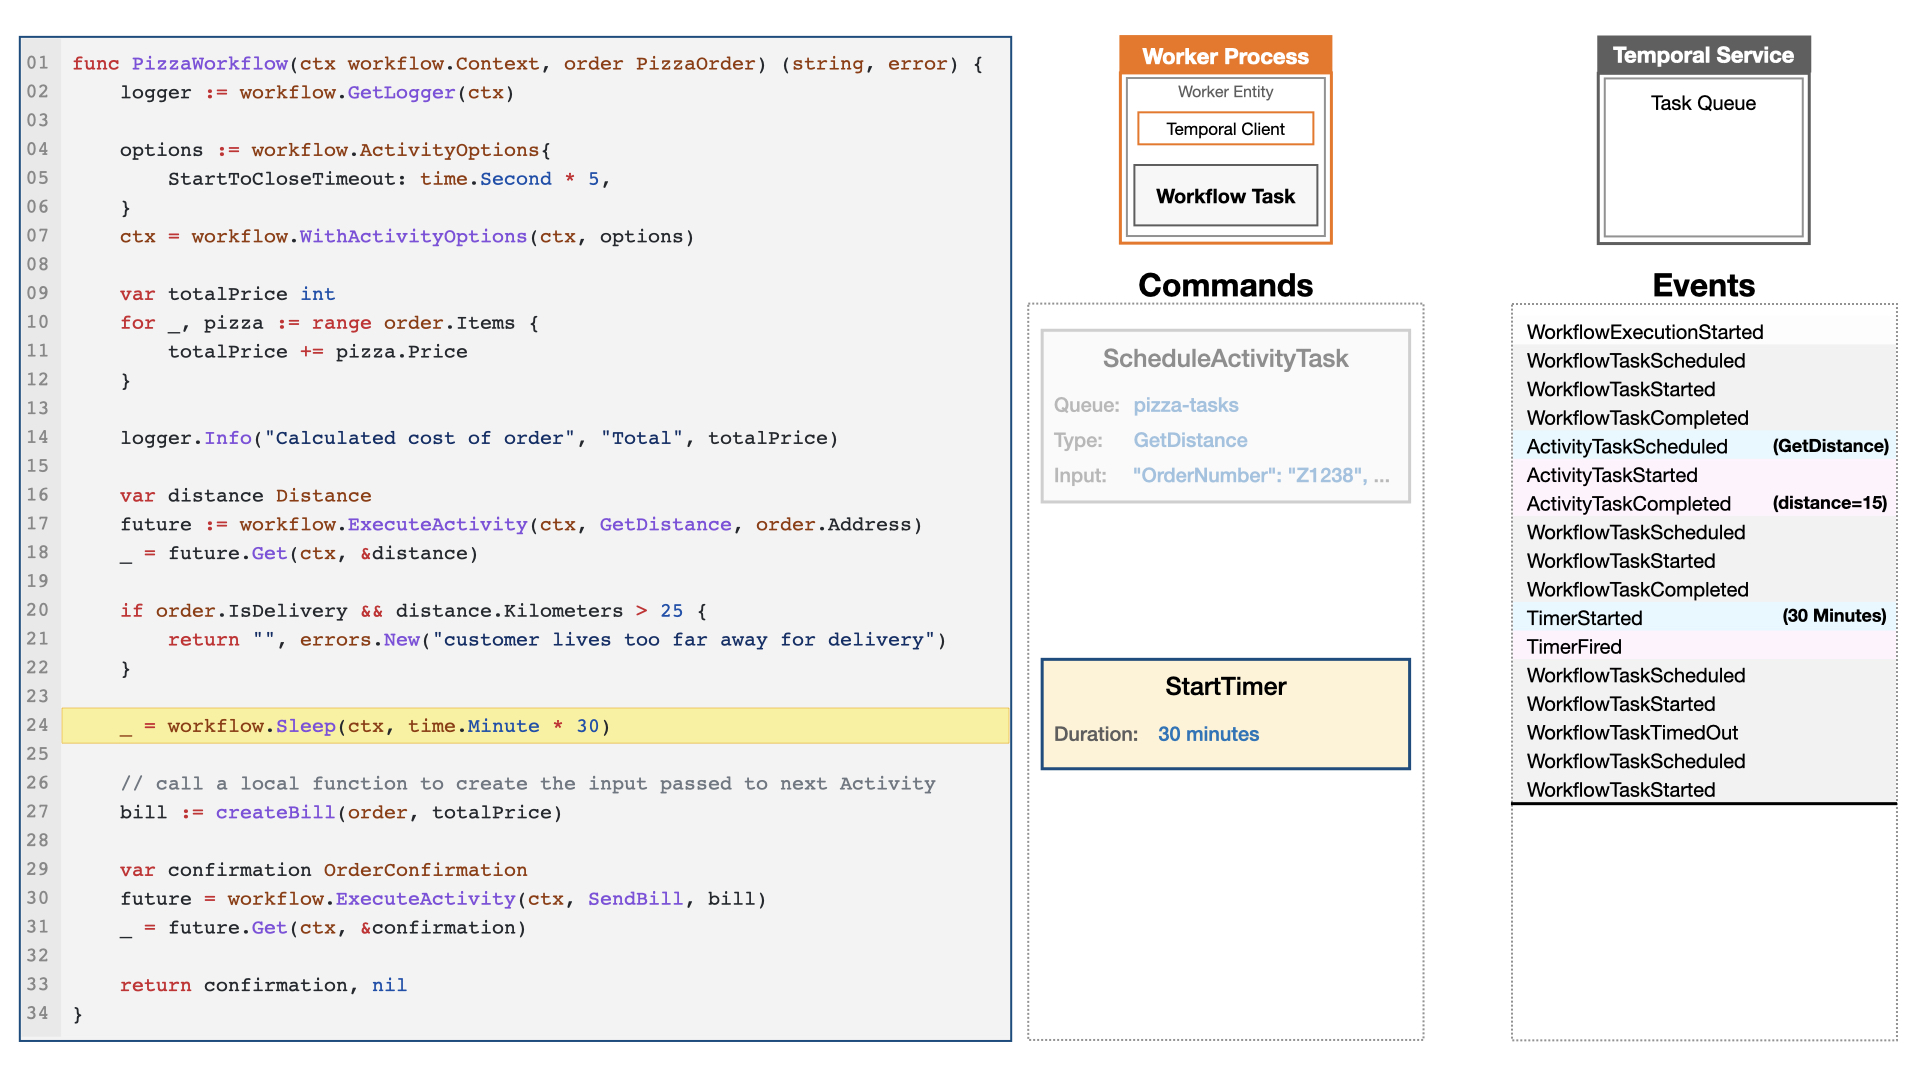 01 func PizzaWorkflow(ctx workflow.Context, order PizzaOrder) (string, error) {
02     logger := workflow.GetLogger(ctx)
03
04     options := workflow.ActivityOptions{
05         StartToCloseTimeout: time.Second * 5,
06     }
07     ctx = workflow.WithActivityOptions(ctx, options)
08
09     var totalPrice int
10     for _, pizza := range order.Items {
11         totalPrice += pizza.Price
12     }
13
14     logger.Info("Calculated cost of order", "Total", totalPrice)
15
16     var distance Distance
17     future := workflow.ExecuteActivity(ctx, GetDistance, order.Address)
18     _ = future.Get(ctx, &distance)
19
20     if order.IsDelivery && distance.Kilometers > 25 {
21         return "", errors.New("customer lives too far away for delivery")
22     }
23
24     _ = workflow.Sleep(ctx, time.Minute * 30)
25
26     // call a local function to create the input passed to next Activity
27     bill := createBill(order, totalPrice)
28
29     var confirmation OrderConfirmation
30     future = workflow.ExecuteActivity(ctx, SendBill, bill)
31     _ = future.Get(ctx, &confirmation)
32
33     return confirmation, nil
34 }
Worker Process
Worker Entity
Temporal Client
Workflow Task
Commands
ScheduleActivityTask
Queue: pizza-tasks
Type: GetDistance
Input: "OrderNumber": "Z1238", ...
StartTimer
Duration: 30 minutes
Temporal Service
Task Queue
Events
WorkflowExecutionStarted
WorkflowTaskScheduled
WorkflowTaskStarted
WorkflowTaskCompleted
ActivityTaskScheduled (GetDistance)
ActivityTaskStarted
ActivityTaskCompleted (distance=15)
WorkflowTaskScheduled
WorkflowTaskStarted
WorkflowTaskCompleted
TimerStarted (30 Minutes)
TimerFired
WorkflowTaskScheduled
WorkflowTaskStarted
WorkflowTaskTimedOut
WorkflowTaskScheduled
WorkflowTaskStarted